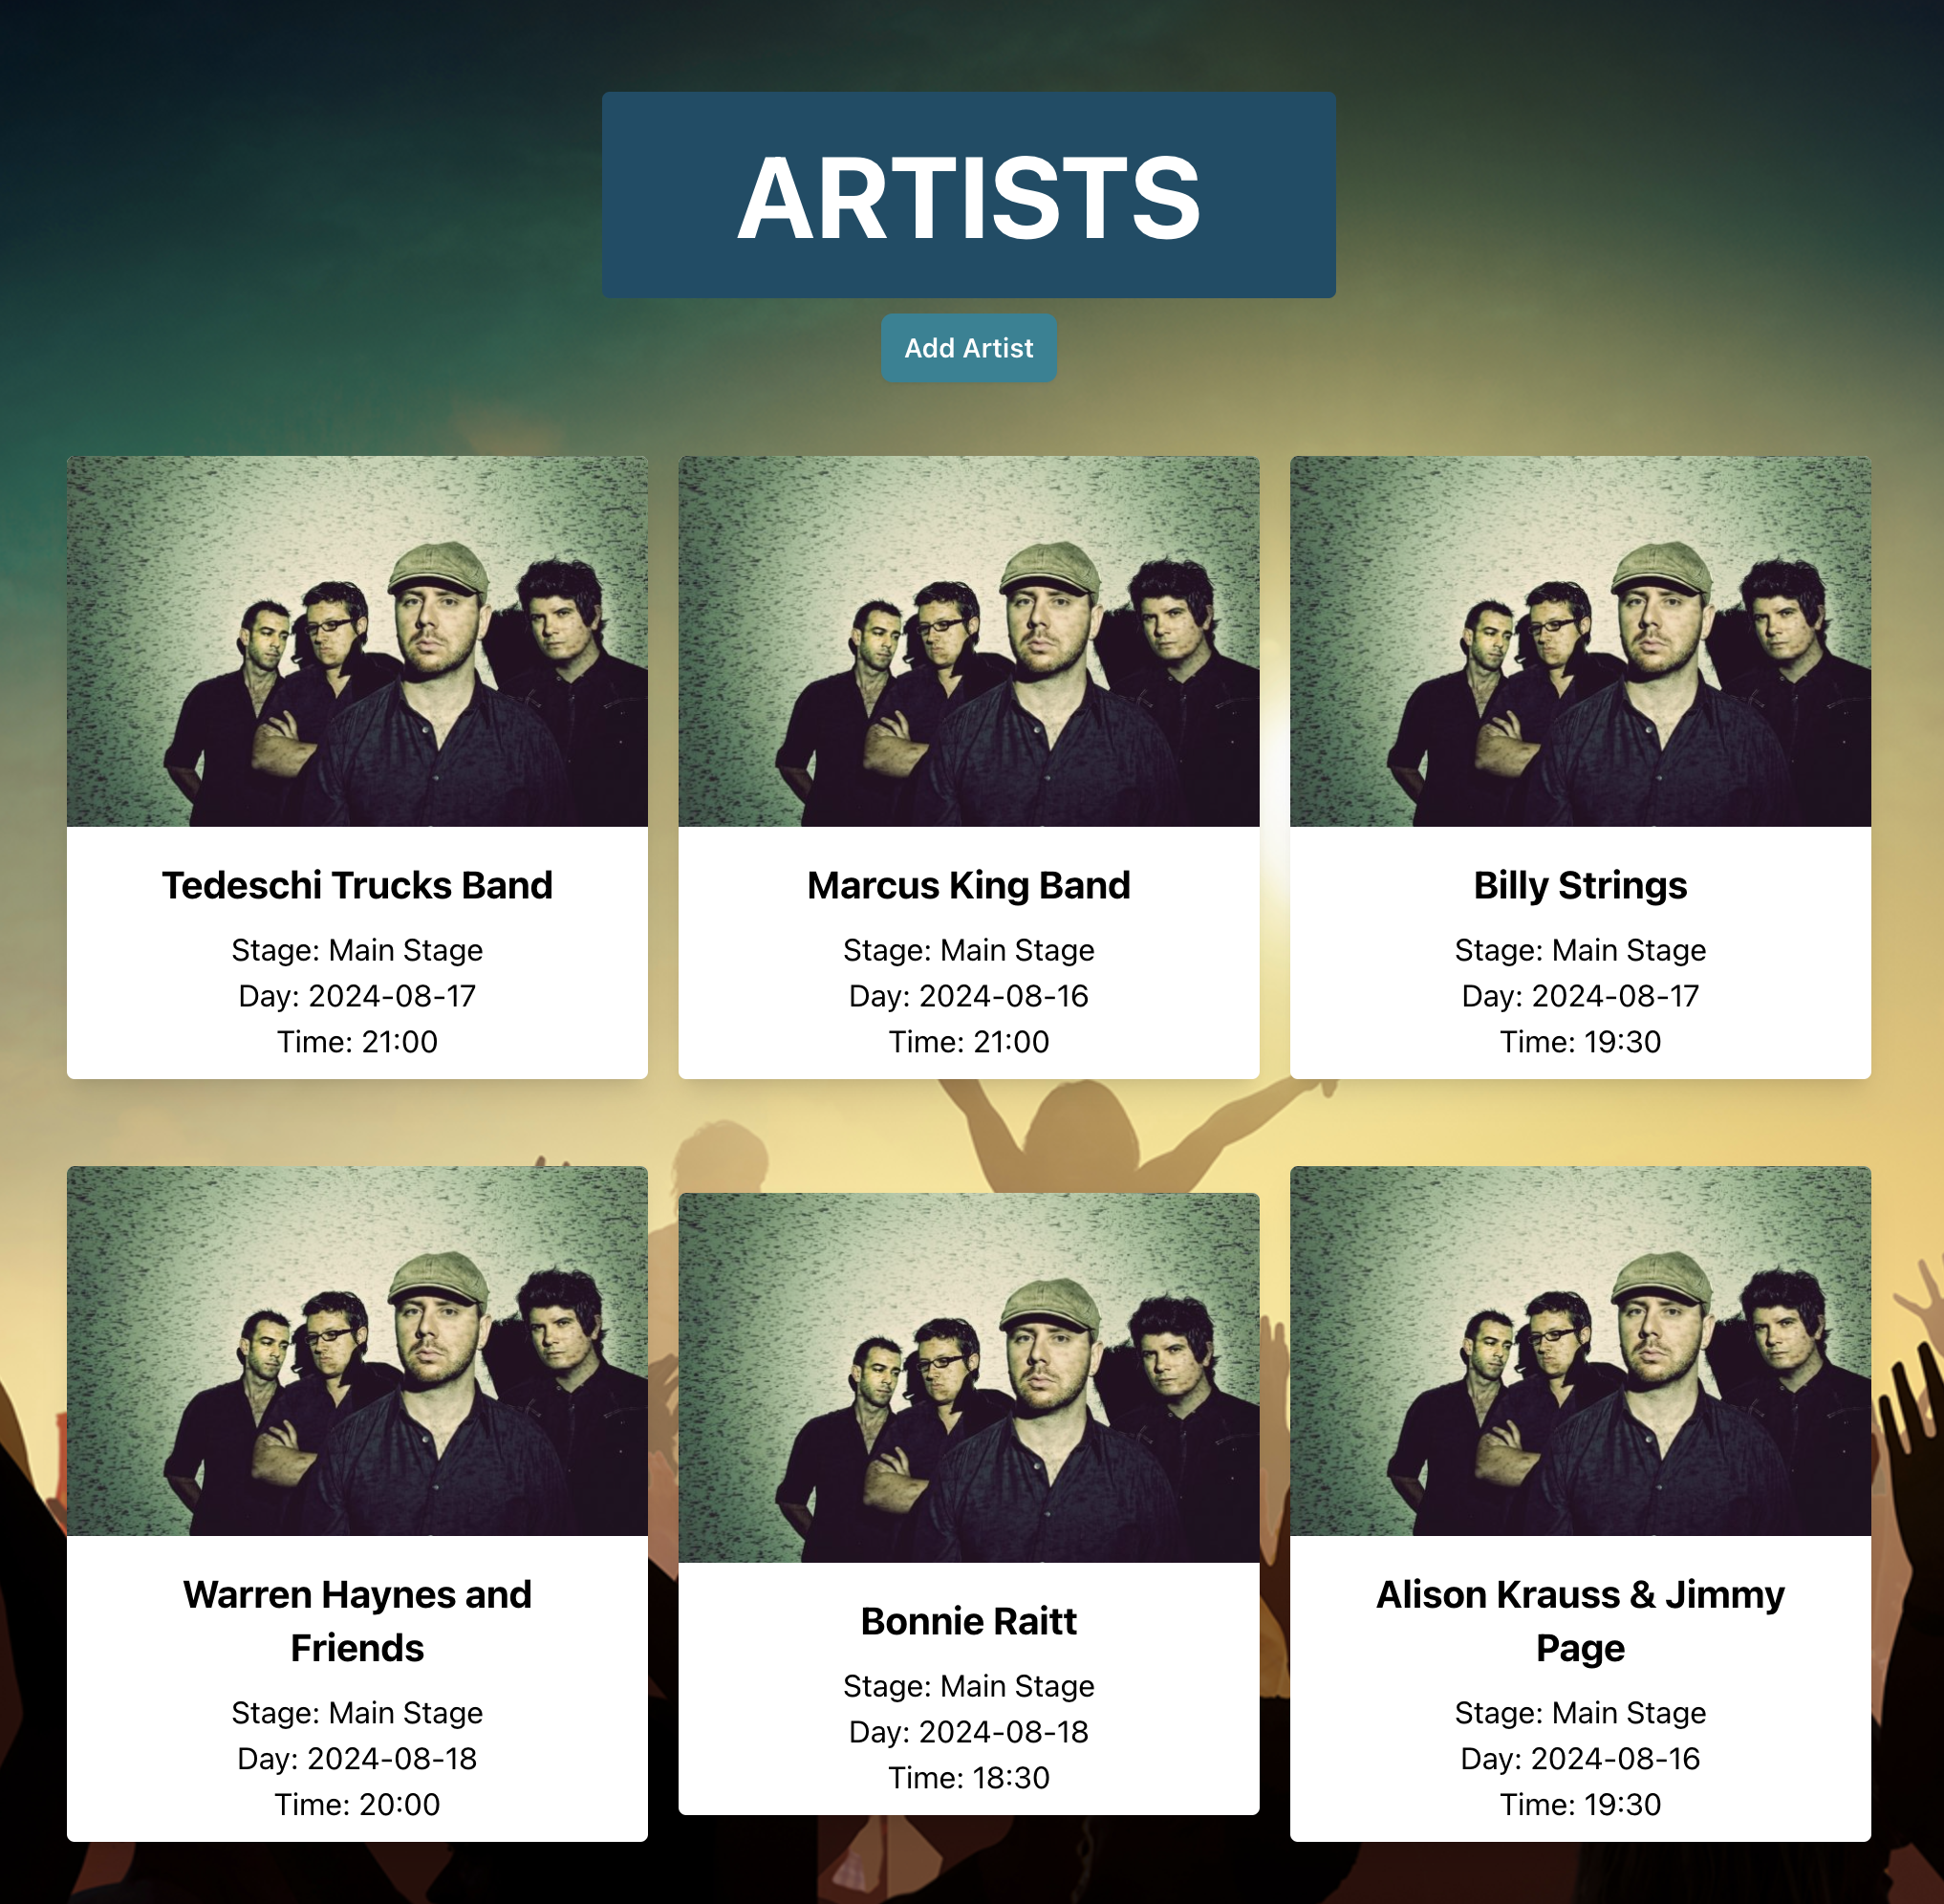 ARTISTS
Add Artist
Tedeschi Trucks Band
Stage: Main Stage
Day: 2024-08-17
Time: 21:00
Marcus King Band
Stage: Main Stage
Day: 2024-08-16
Time: 21:00
Billy Strings
Stage: Main Stage
Day: 2024-08-17
Time: 19:30
Warren Haynes and
Friends
Stage: Main Stage
Day: 2024-08-18
Time: 20:00
Bonnie Raitt
Stage: Main Stage
Day: 2024-08-18
Time: 18:30
Alison Krauss & Jimmy
Page
Stage: Main Stage
Day: 2024-08-16
Time: 19:30